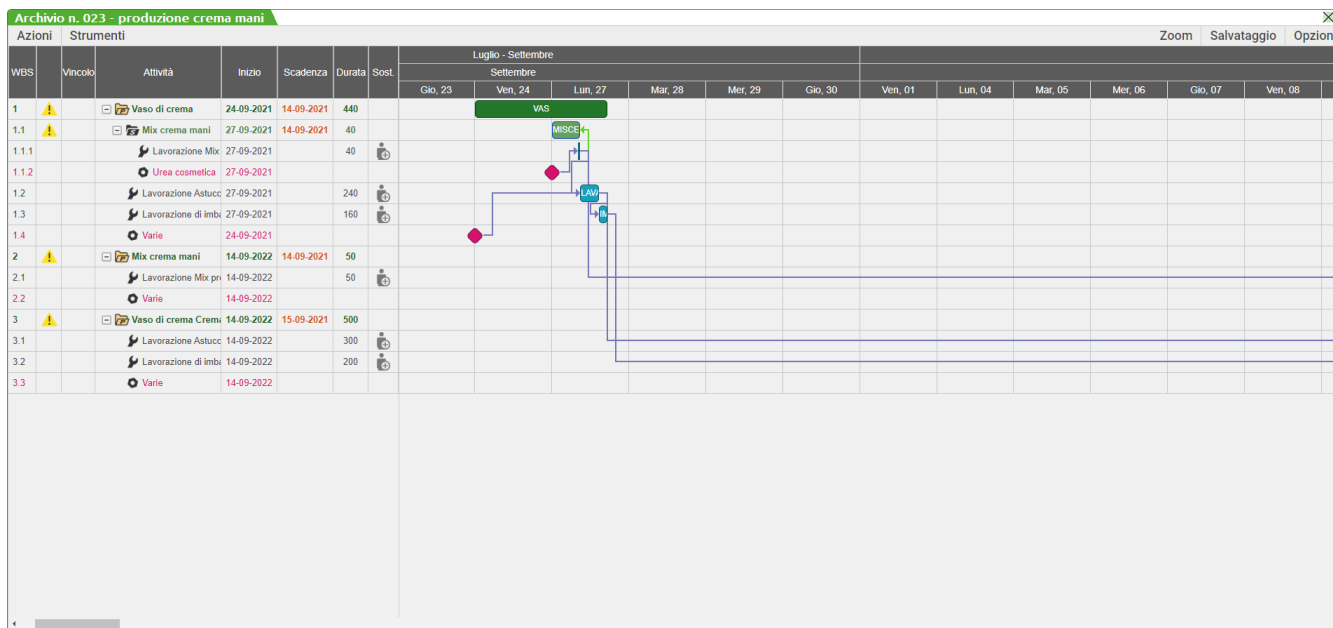 Archivio n. 023 - produzione crema mani
Azioni Strumenti Zoom Salvataggio Opzion
Luglio - Settembre
WBS Vincolo Attività Inizio Scadenza Durata Sost. Settembre
Gio, 23 Ven, 24 Lun, 27 Mar, 28 Mer, 29 Gio, 30 Ven, 01 Lun, 04 Mar, 05 Mer, 06 Gio, 07 Ven, 08
1 Vaso di crema 24-09-2021 14-09-2021 440 VAS
1.1 Mix crema mani 27-09-2021 14-09-2021 40 MISCE
1.1.1 Lavorazione Mix 27-09-2021 40
1.1.2 Urea cosmetica 27-09-2021
1.2 Lavorazione Astucc 27-09-2021 240 LAVA
1.3 Lavorazione di imba 27-09-2021 160
1.4 Varie 24-09-2021
2 Mix crema mani 14-09-2022 14-09-2021 50
2.1 Lavorazione Mix pr 14-09-2022 50
2.2 Varie 14-09-2022
3 Vaso di crema Crema 14-09-2022 15-09-2021 500
3.1 Lavorazione Astucc 14-09-2022 300
3.2 Lavorazione di imba 14-09-2022 200
3.3 Varie 14-09-2022